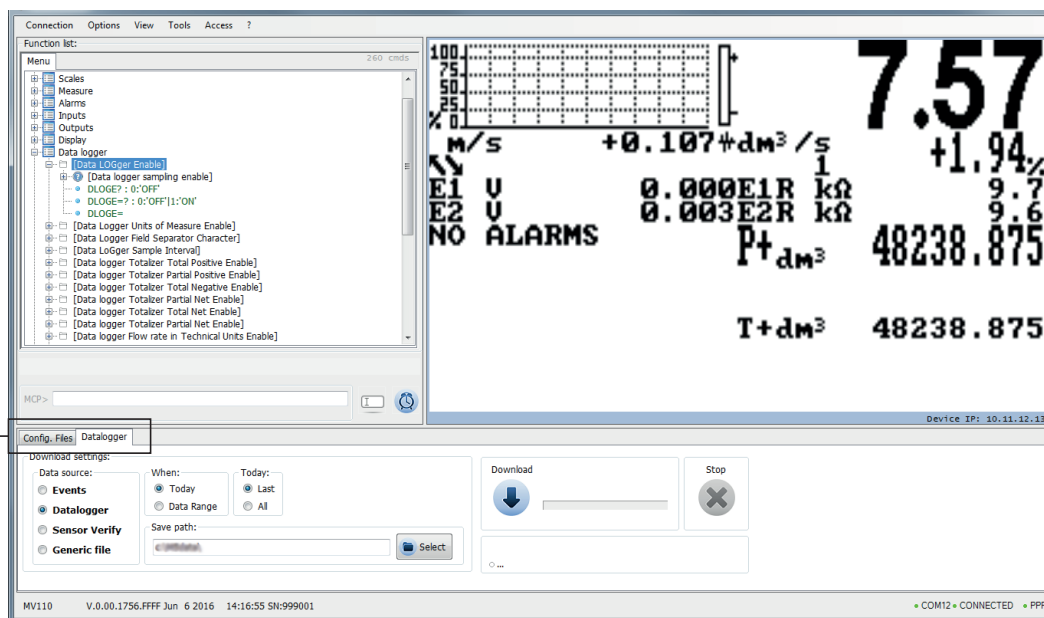 Connection Options View Tools Access ?
Function list:
Menu
260 cmds
Scales
Measure
Alarms
Inputs
Outputs
Display
Data logger
[Data LOGger Enable]
[Data logger sampling enable]
DLOGE? : 0:'OFF'
DLOGE=? : 0:'OFF'|1:'ON'
DLOGE=
[Data Logger Units of Measure Enable]
[Data Logger Field Separator Character]
[Data LoGger Sample Interval]
[Data logger Totalizer Total Positive Enable]
[Data logger Totalizer Partial Positive Enable]
[Data logger Totalizer Total Negative Enable]
[Data logger Totalizer Partial Net Enable]
[Data logger Totalizer Total Net Enable]
[Data logger Totalizer Partial Net Enable]
[Data logger Flow rate in Technical Units Enable]
MCP>
100
75
50
25
% 0
7.57
m/s +0.107 dm³/s
1 +1.94%
E1 V 0.000 E1R kΩ 9.7
E2 V 0.003 E2R kΩ 9.6
NO ALARMS
P+dm³ 48238.875
T+dm³ 48238.875
Device IP: 10.11.12.13
Config. Files Datalogger
Download settings:
Data source:
Events
Datalogger
Sensor Verify
Generic file
When:
Today
Data Range
Today:
Last
All
Save path:
Select
Download
Stop
...
MV110 V.0.00.1756.FFFF Jun 6 2016 14:16:55 SN:999001
COM12 CONNECTED